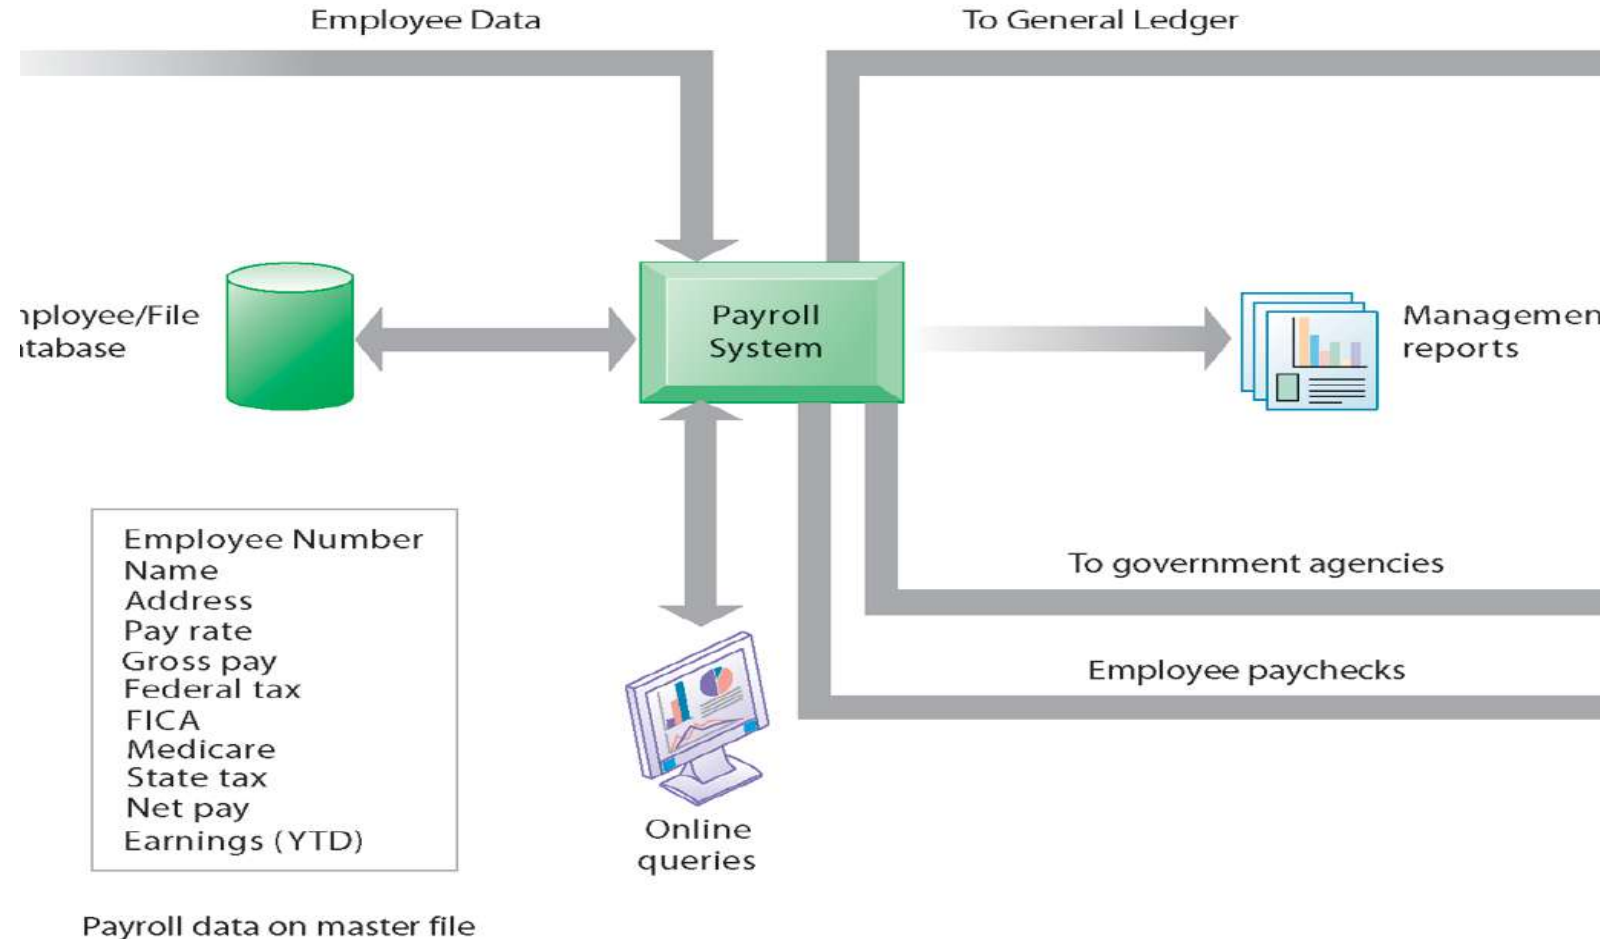 Employee Data
To General Ledger
nployee/File
atabase
Payroll
System
Managemen
reports
Employee Number
Name
Address
Pay rate
Gross pay
Federal tax
FICA
Medicare
State tax
Net pay
Earnings (YTD)
To government agencies
Employee paychecks
Online
queries
Payroll data on master file